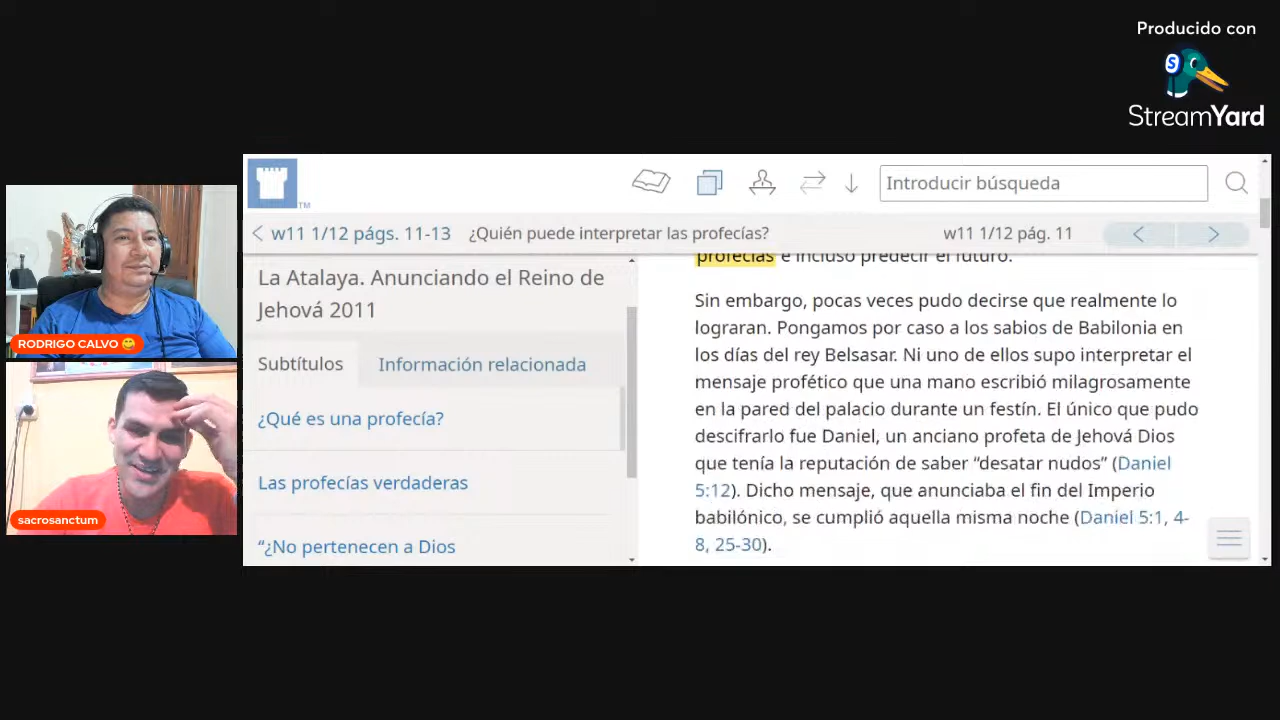 Producido con
StreamYard
RODRIGO CALVO 😋
sacrosanctum
TM
Introducir búsqueda
w11 1/12 págs. 11-13
¿Quién puede interpretar las profecías?
w11 1/12 pág. 11
La Atalaya. Anunciando el Reino de
Jehová 2011
Subtítulos
Información relacionada
¿Qué es una profecía?
Las profecías verdaderas
“¿No pertenecen a Dios
profecías e incluso predecir el futuro.
Sin embargo, pocas veces pudo decirse que realmente lo
lograran. Pongamos por caso a los sabios de Babilonia en
los días del rey Belsasar. Ni uno de ellos supo interpretar el
mensaje profético que una mano escribió milagrosamente
en la pared del palacio durante un festín. El único que pudo
descifrarlo fue Daniel, un anciano profeta de Jehová Dios
que tenía la reputación de saber “desatar nudos” (Daniel
5:12). Dicho mensaje, que anunciaba el fin del Imperio
babilónico, se cumplió aquella misma noche (Daniel 5:1, 4-
8, 25-30).